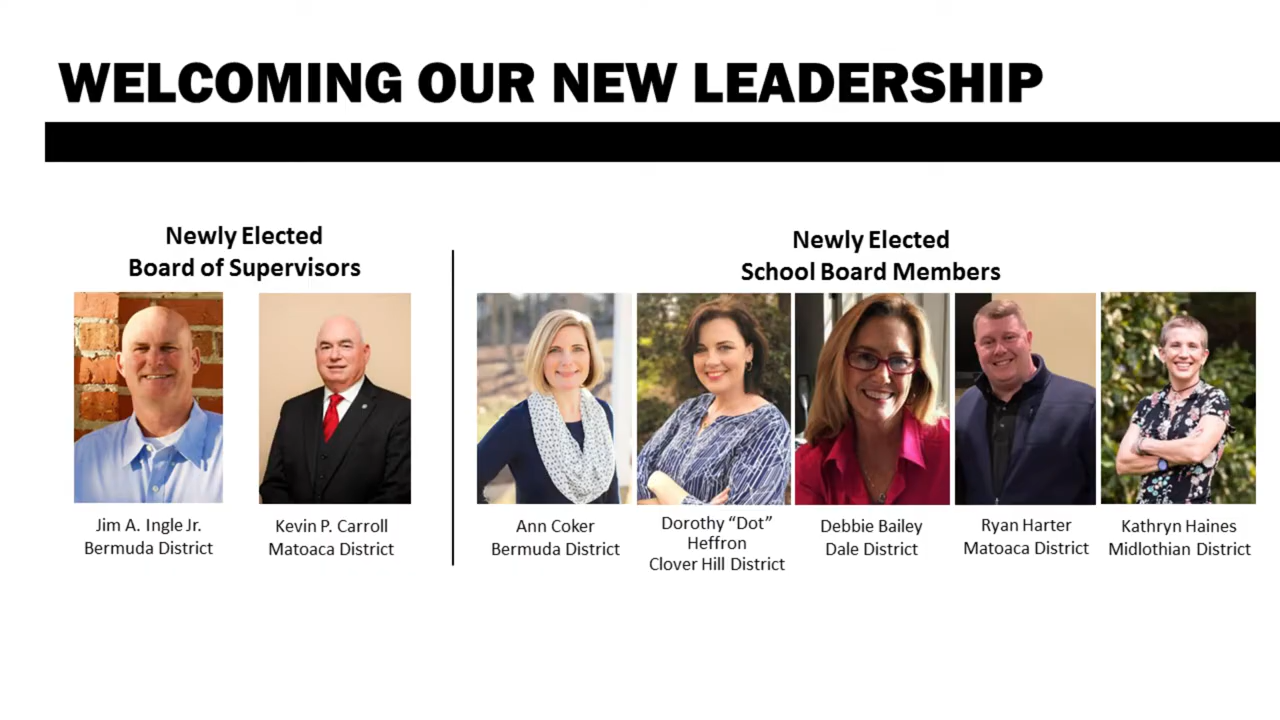 WELCOMING OUR NEW LEADERSHIP
Newly Elected
Board of Supervisors
Jim A. Ingle Jr.
Bermuda District
Kevin P. Carroll
Matoaca District
Newly Elected
School Board Members
Ann Coker
Bermuda District
Dorothy “Dot”
Heffron
Clover Hill District
Debbie Bailey
Dale District
Ryan Harter
Matoaca District
Kathryn Haines
Midlothian District